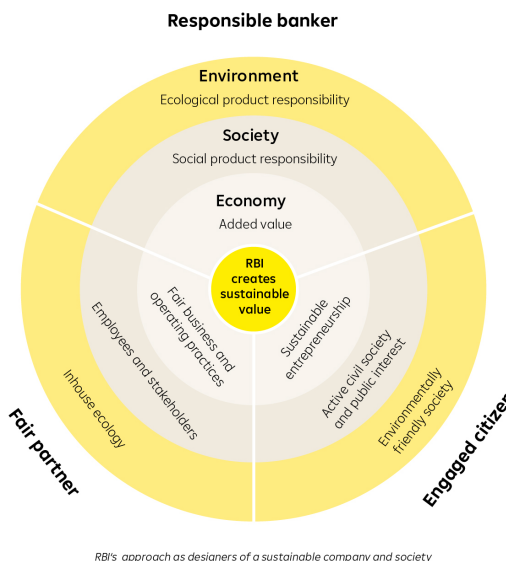 Responsible banker
Environment
Ecological product responsibility
Society
Social product responsibility
Economy
Added value
RBI
creates
sustainable
value
Fair business and
operating practices
Employees and stakeholders
Inhouse ecology
Fair partner
Sustainable
entrepreneurship
Active civil society
and public interest
Environmentally
friendly society
Engaged citizen
RBI's approach as designers of a sustainable company and society